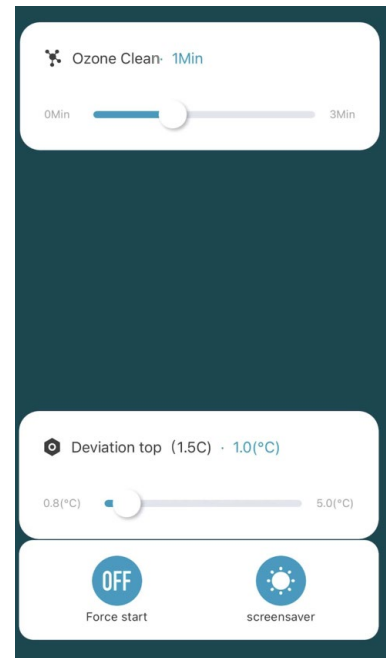 Ozone Clean· 1Min
0Min 3Min
Deviation top (1.5C) · 1.0(°C)
0.8(°C) 5.0(°C)
OFF
Force start screensaver